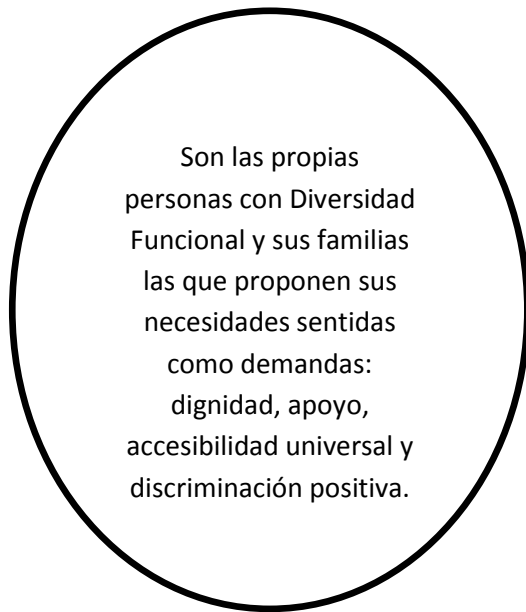 Son las propias
personas con Diversidad
Funcional y sus familias
las que proponen sus
necesidades sentidas
como demandas:
dignidad, apoyo,
accesibilidad universal y
discriminación positiva.